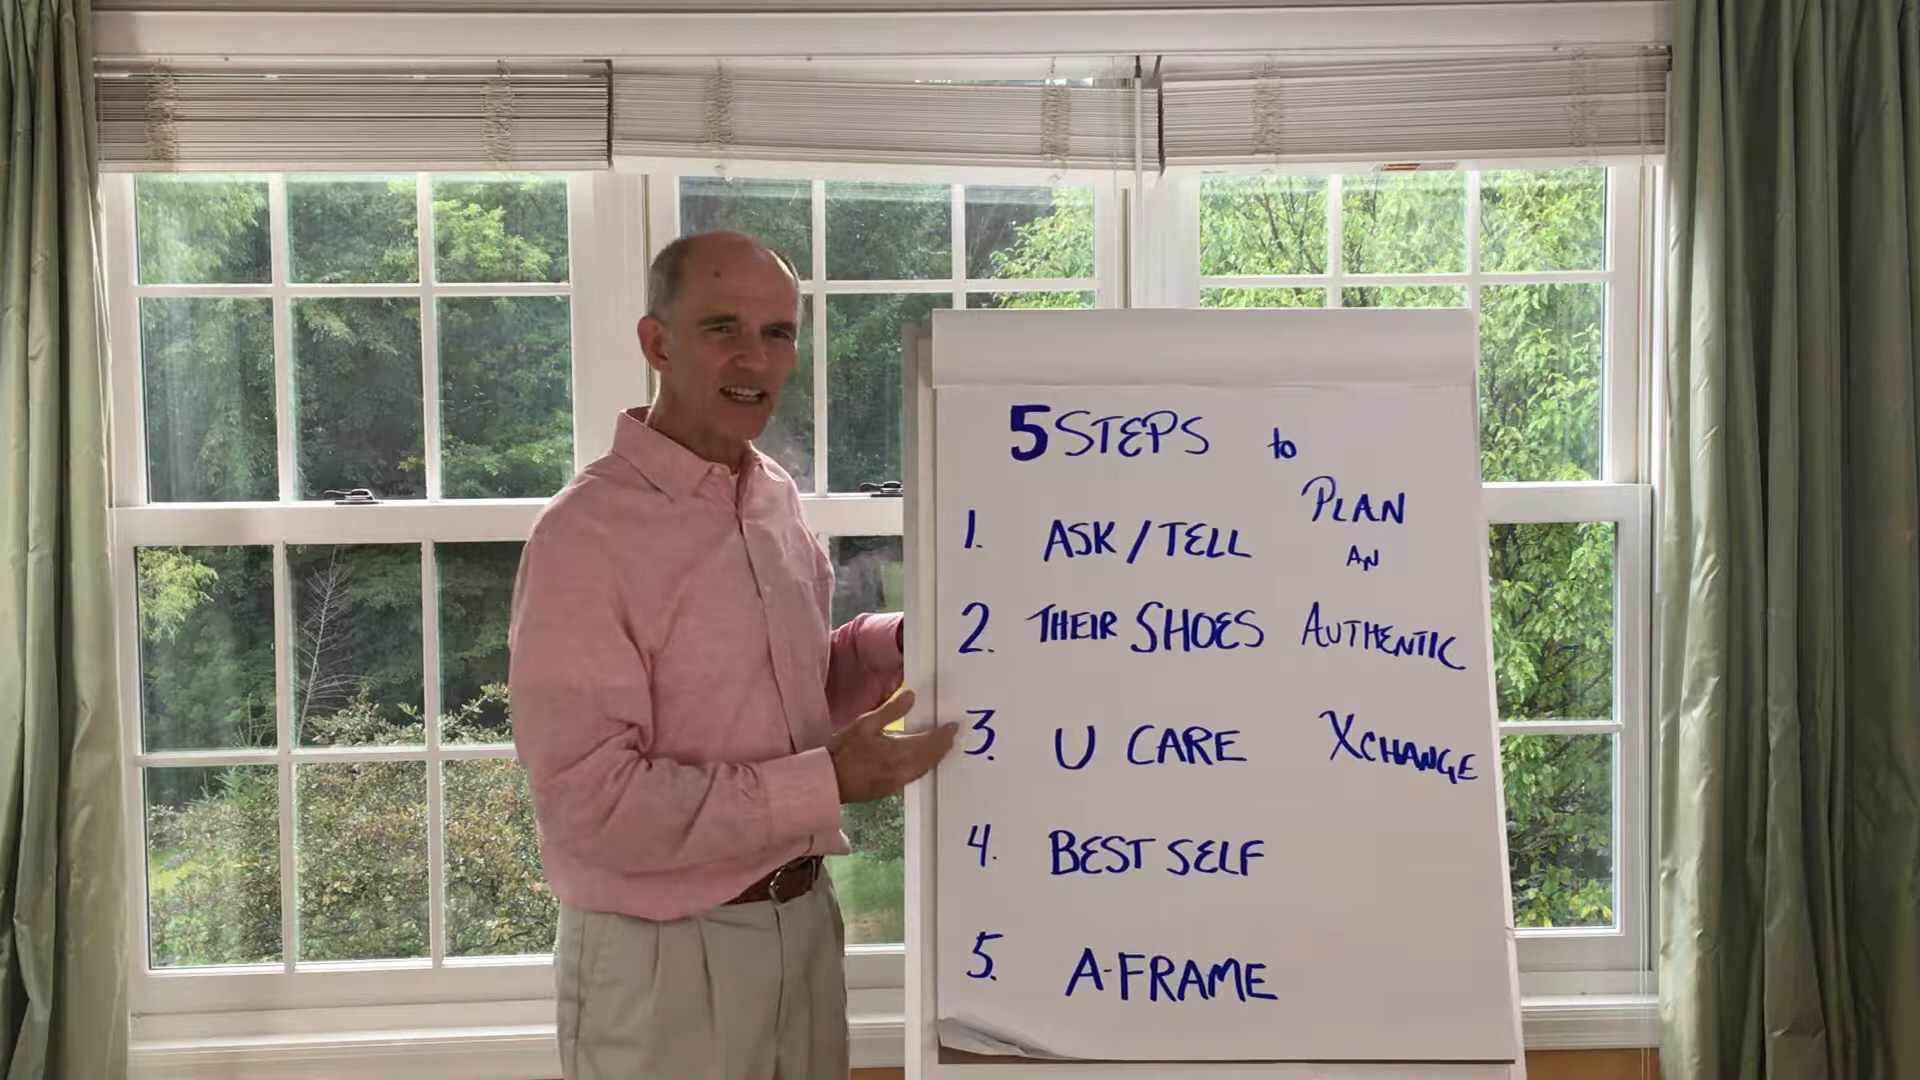 5 STEPS to
PLAN
AN
AUTHENTIC
XCHANGE
1. ASK/TELL
2. THEIR SHOES
3. U CARE
4. BEST SELF
5. A-FRAME